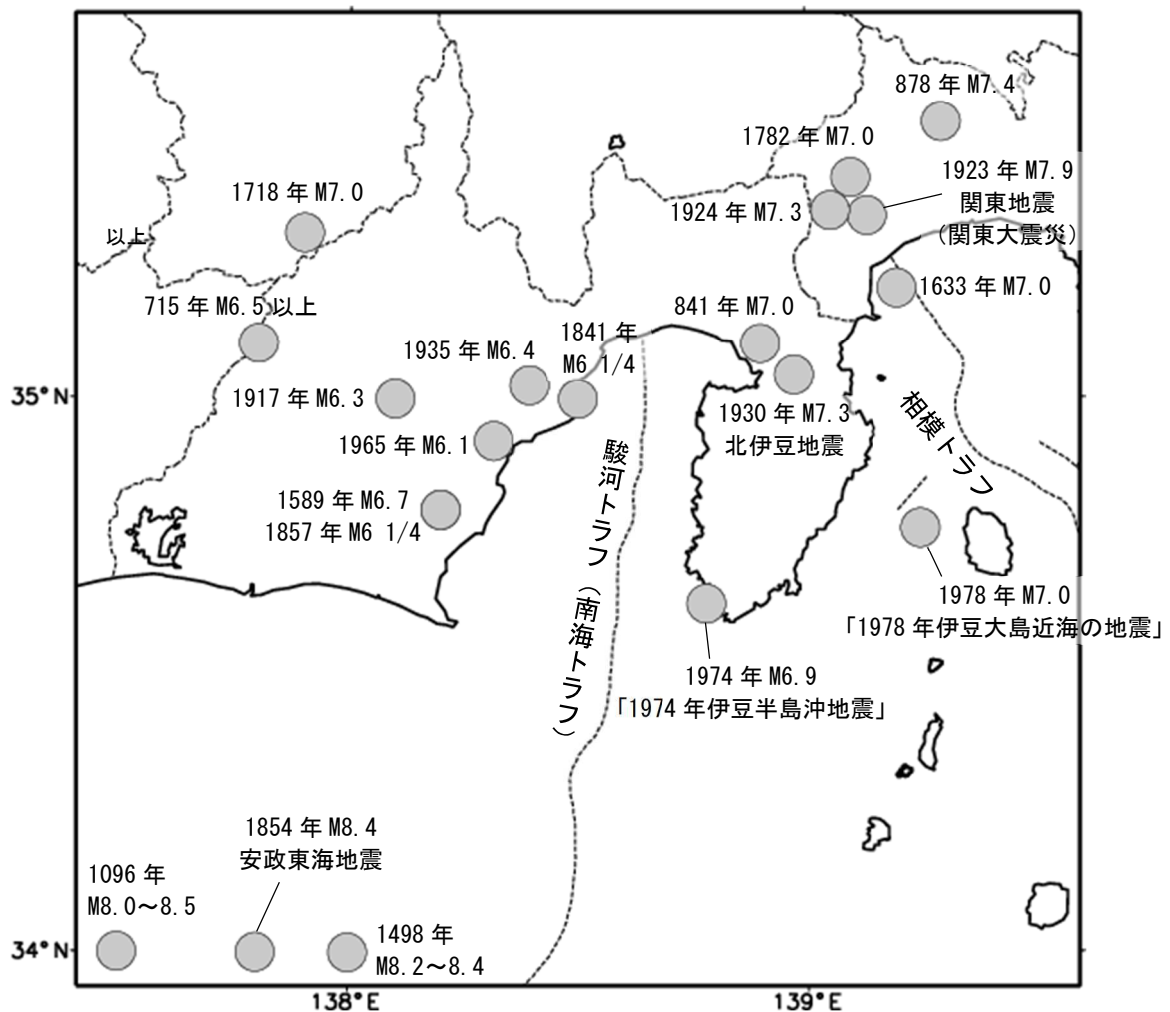 878 年 M7.4
1782 年 M7.0
1923 年 M7.9
関東地震
（関東大震災）
1718 年 M7.0
1924 年 M7.3
以上
1633 年 M7.0
715 年 M6.5 以上
841 年 M7.0
1841 年
M6 1/4
1935 年 M6.4
35°N
1917 年 M6.3
1930 年 M7.3
北伊豆地震
相模トラフ
1965 年 M6.1
駿河トラフ（南海トラフ）
1589 年 M6.7
1857 年 M6 1/4
1978 年 M7.0
「1978 年伊豆大島近海の地震」
1974 年 M6.9
「1974 年伊豆半島沖地震」
1854 年 M8.4
安政東海地震
1096 年
M8.0～8.5
1498 年
M8.2～8.4
34°N
138°E
139°E